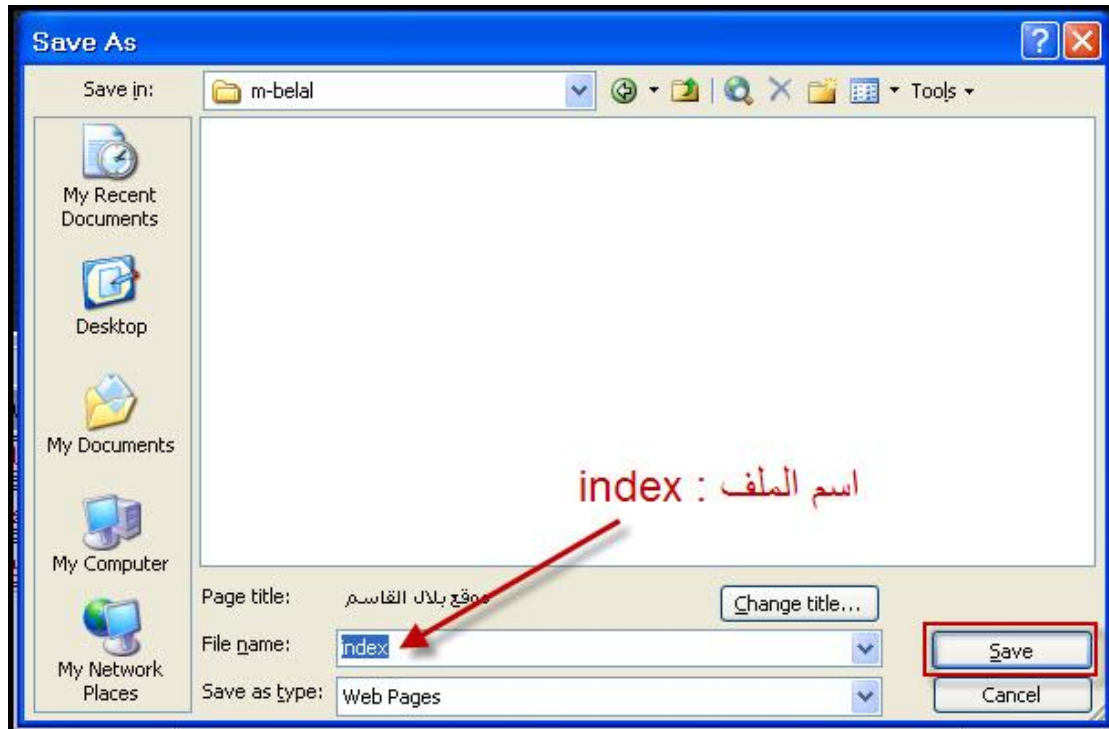 Save As
Save in: m-belal Tools
My Recent
Documents
Desktop
My Documents
My Computer
My Network
Places
اسم الملف : index
Page title: موقع بلال القاسم Change title...
File name: index Save
Save as type: Web Pages Cancel